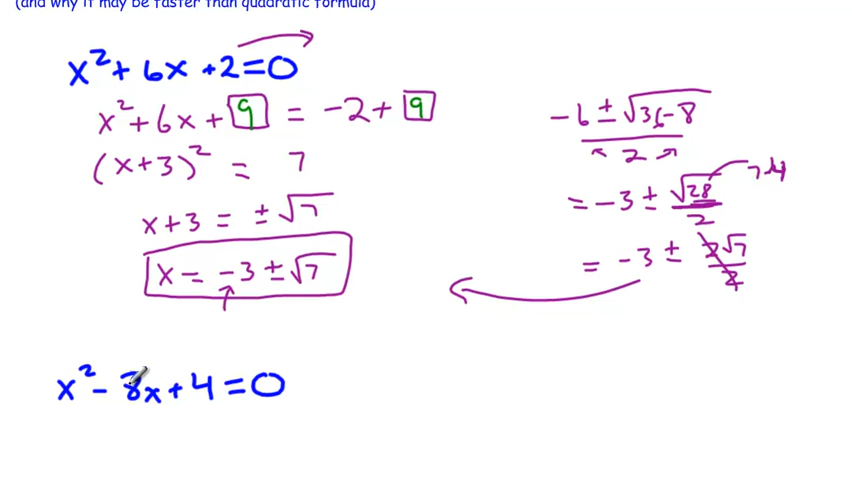 (and why it may be faster than quadratic formula)
x² + 6x + 2 = 0
x² + 6x + 9 = -2 + 9
(x + 3)² = 7
x + 3 = ± √7
x = -3 ± √7
-6 ± √36-8
2
= -3 ± √28
2
7·4
= -3 ± 2√7
2
x² - 8x + 4 = 0